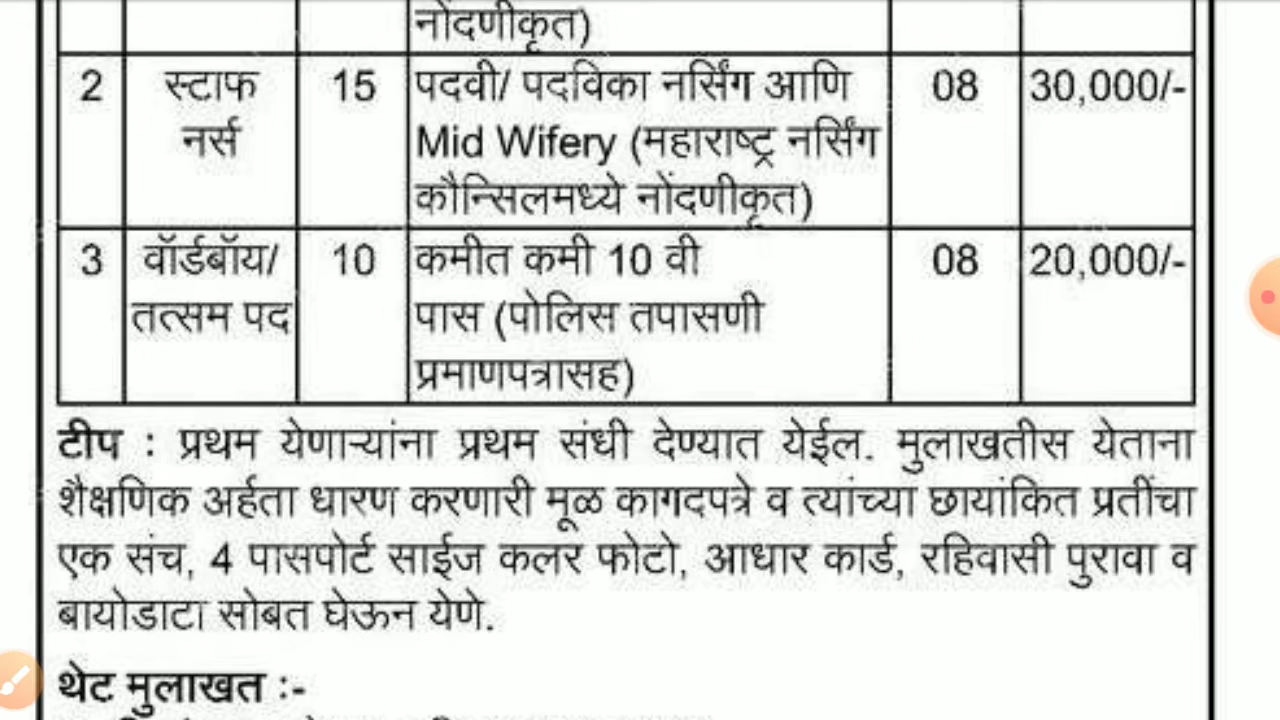 नोंदणीकृत)
2 स्टाफ 15 पदवी/ पदविका नर्सिंग आणि 08 30,000/-
नर्स Mid Wifery (महाराष्ट्र नर्सिंग
कौन्सिलमध्ये नोंदणीकृत)
3 वॉर्डबॉय/ 10 कमीत कमी 10 वी 08 20,000/-
तत्सम पद पास (पोलिस तपासणी
प्रमाणपत्रासह)
टीप : प्रथम येणाऱ्यांना प्रथम संधी देण्यात येईल. मुलाखतीस येताना
शैक्षणिक अर्हता धारण करणारी मूळ कागदपत्रे व त्यांच्या छायांकित प्रतींचा
एक संच, 4 पासपोर्ट साईज कलर फोटो, आधार कार्ड, रहिवासी पुरावा व
बायोडाटा सोबत घेऊन येणे.
थेट मुलाखत :-